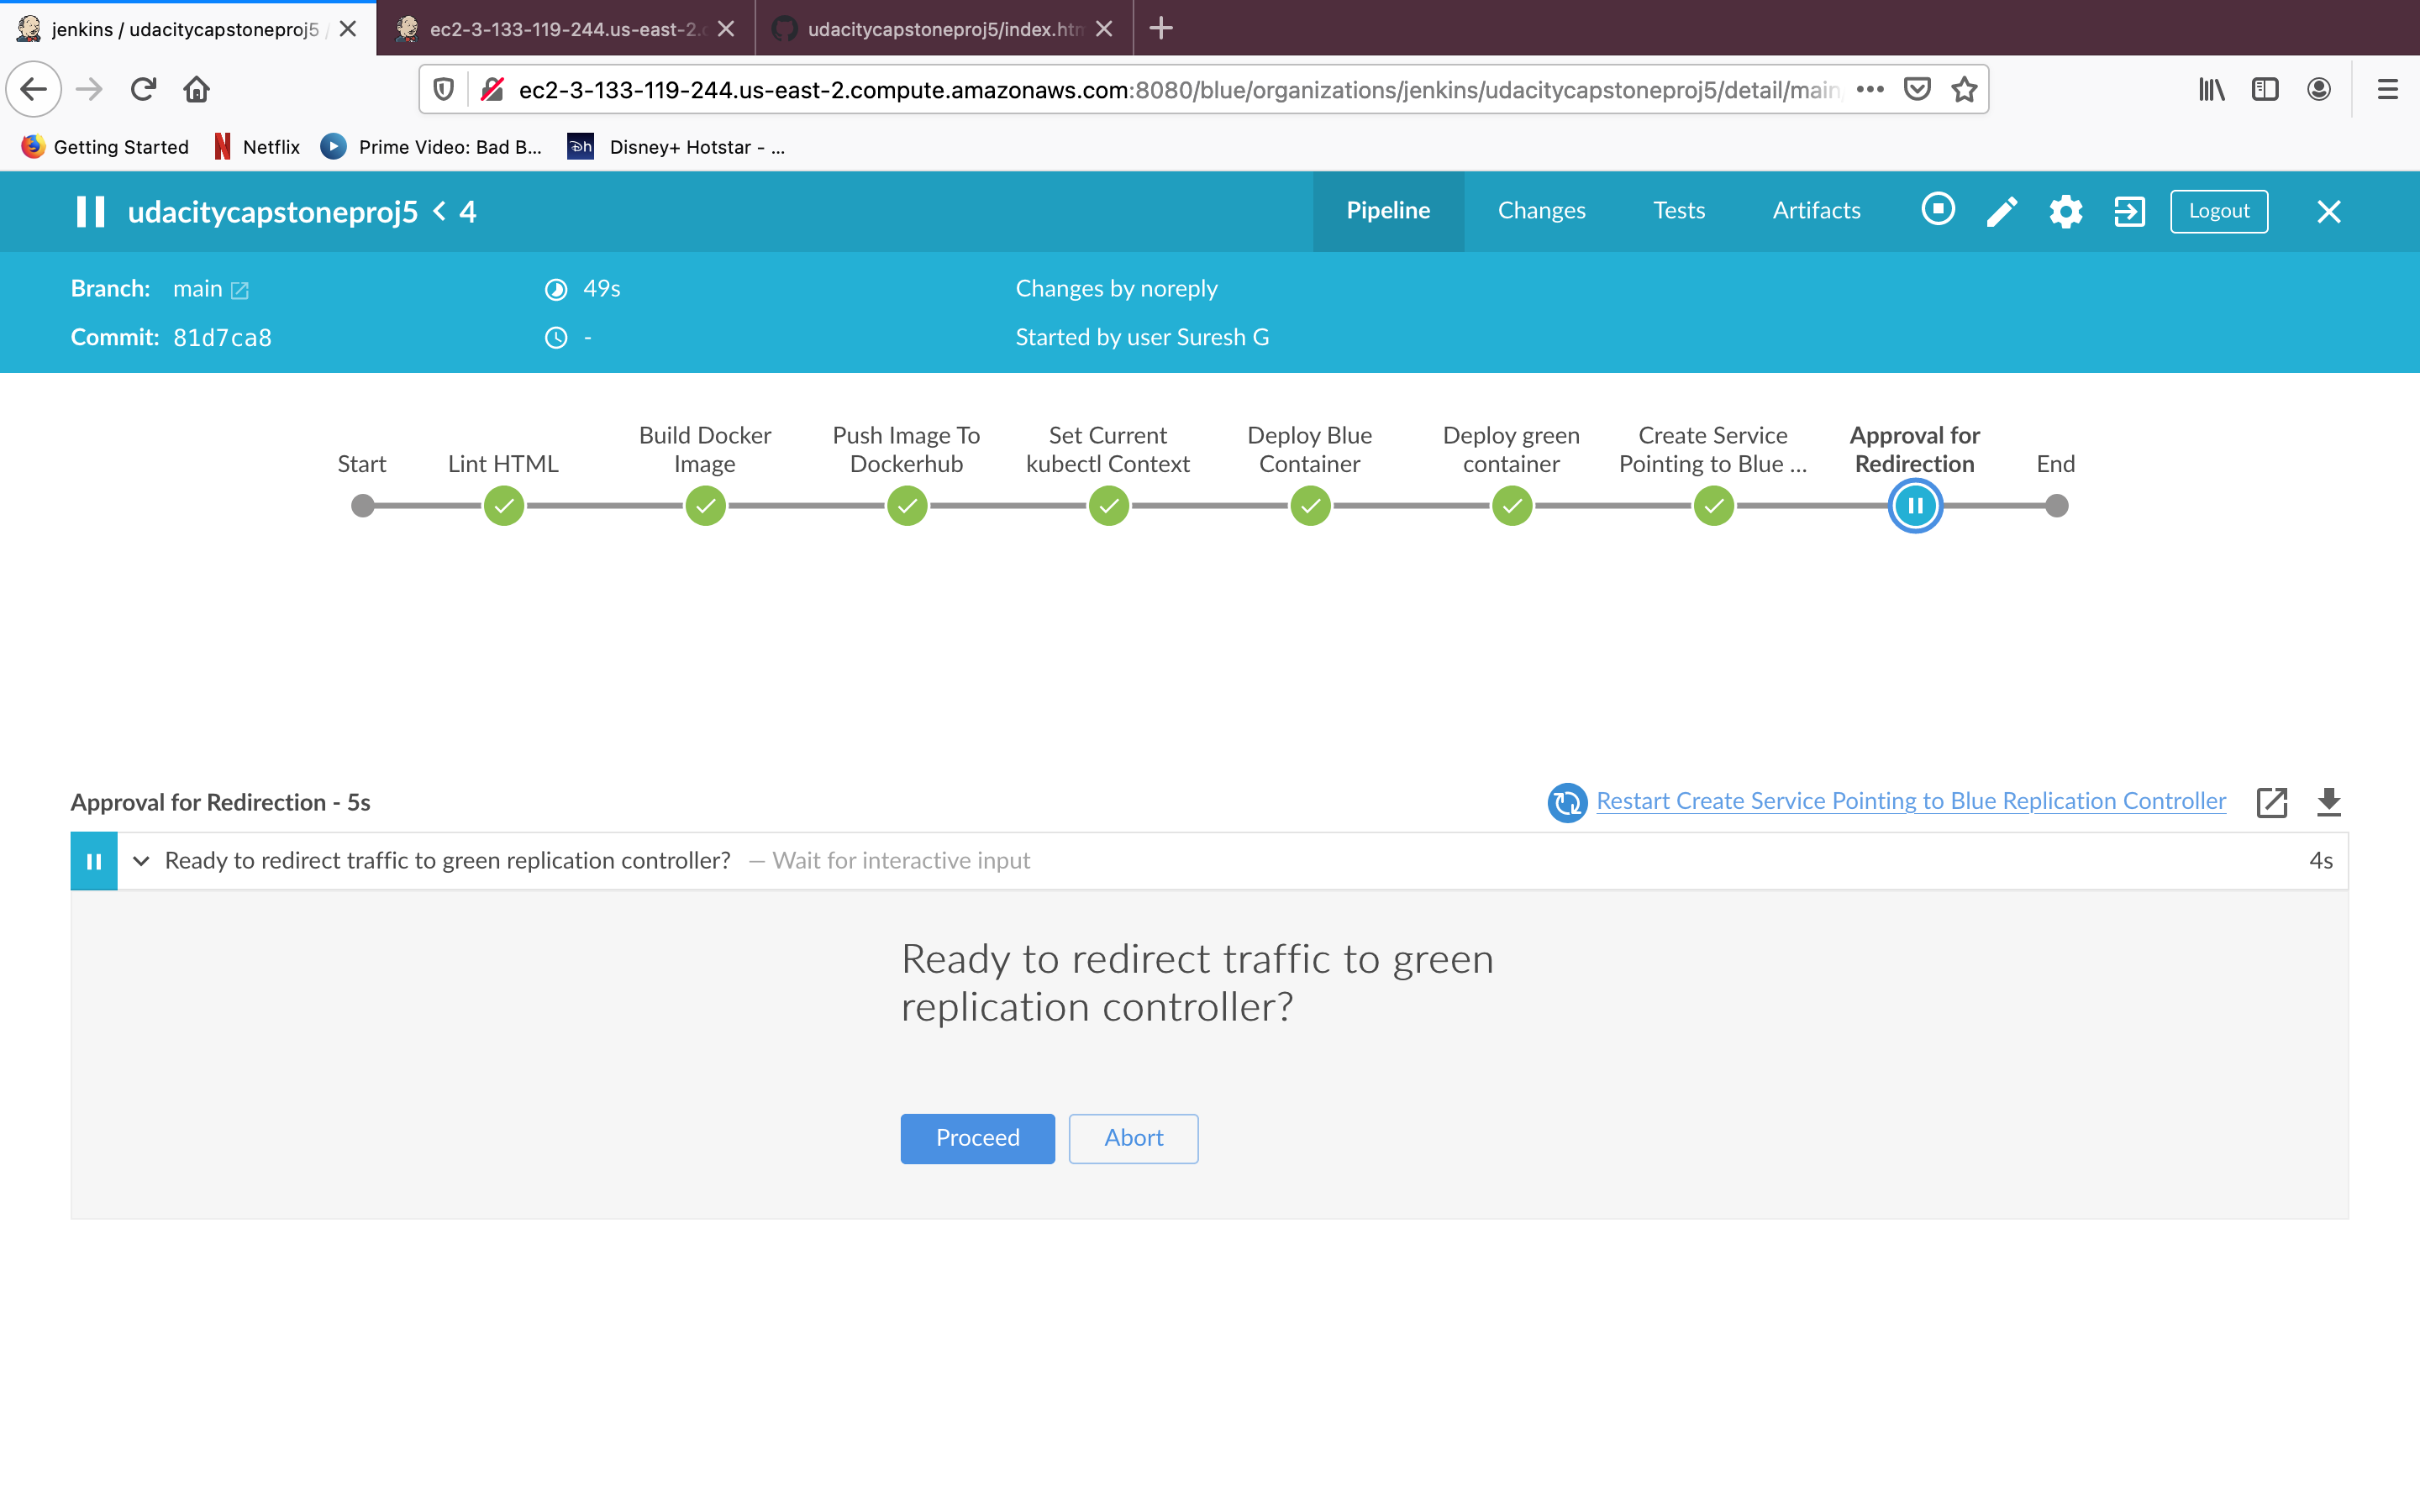 jenkins / udacitycapstoneproj5 /
ec2-3-133-119-244.us-east-2.c
udacitycapstoneproj5/index.htm
ec2-3-133-119-244.us-east-2.compute.amazonaws.com:8080/blue/organizations/jenkins/udacitycapstoneproj5/detail/main/
Getting Started
Netflix
Prime Video: Bad B...
Disney+ Hotstar - ...
udacitycapstoneproj5 < 4
Pipeline
Changes
Tests
Artifacts
Logout
Branch: main
49s
Changes by noreply
Commit: 81d7ca8
-
Started by user Suresh G
Start
Lint HTML
Build Docker
Image
Push Image To
Dockerhub
Set Current
kubectl Context
Deploy Blue
Container
Deploy green
container
Create Service
Pointing to Blue ...
Approval for
Redirection
End
Approval for Redirection - 5s
Restart Create Service Pointing to Blue Replication Controller
Ready to redirect traffic to green replication controller? — Wait for interactive input
4s
Ready to redirect traffic to green
replication controller?
Proceed
Abort